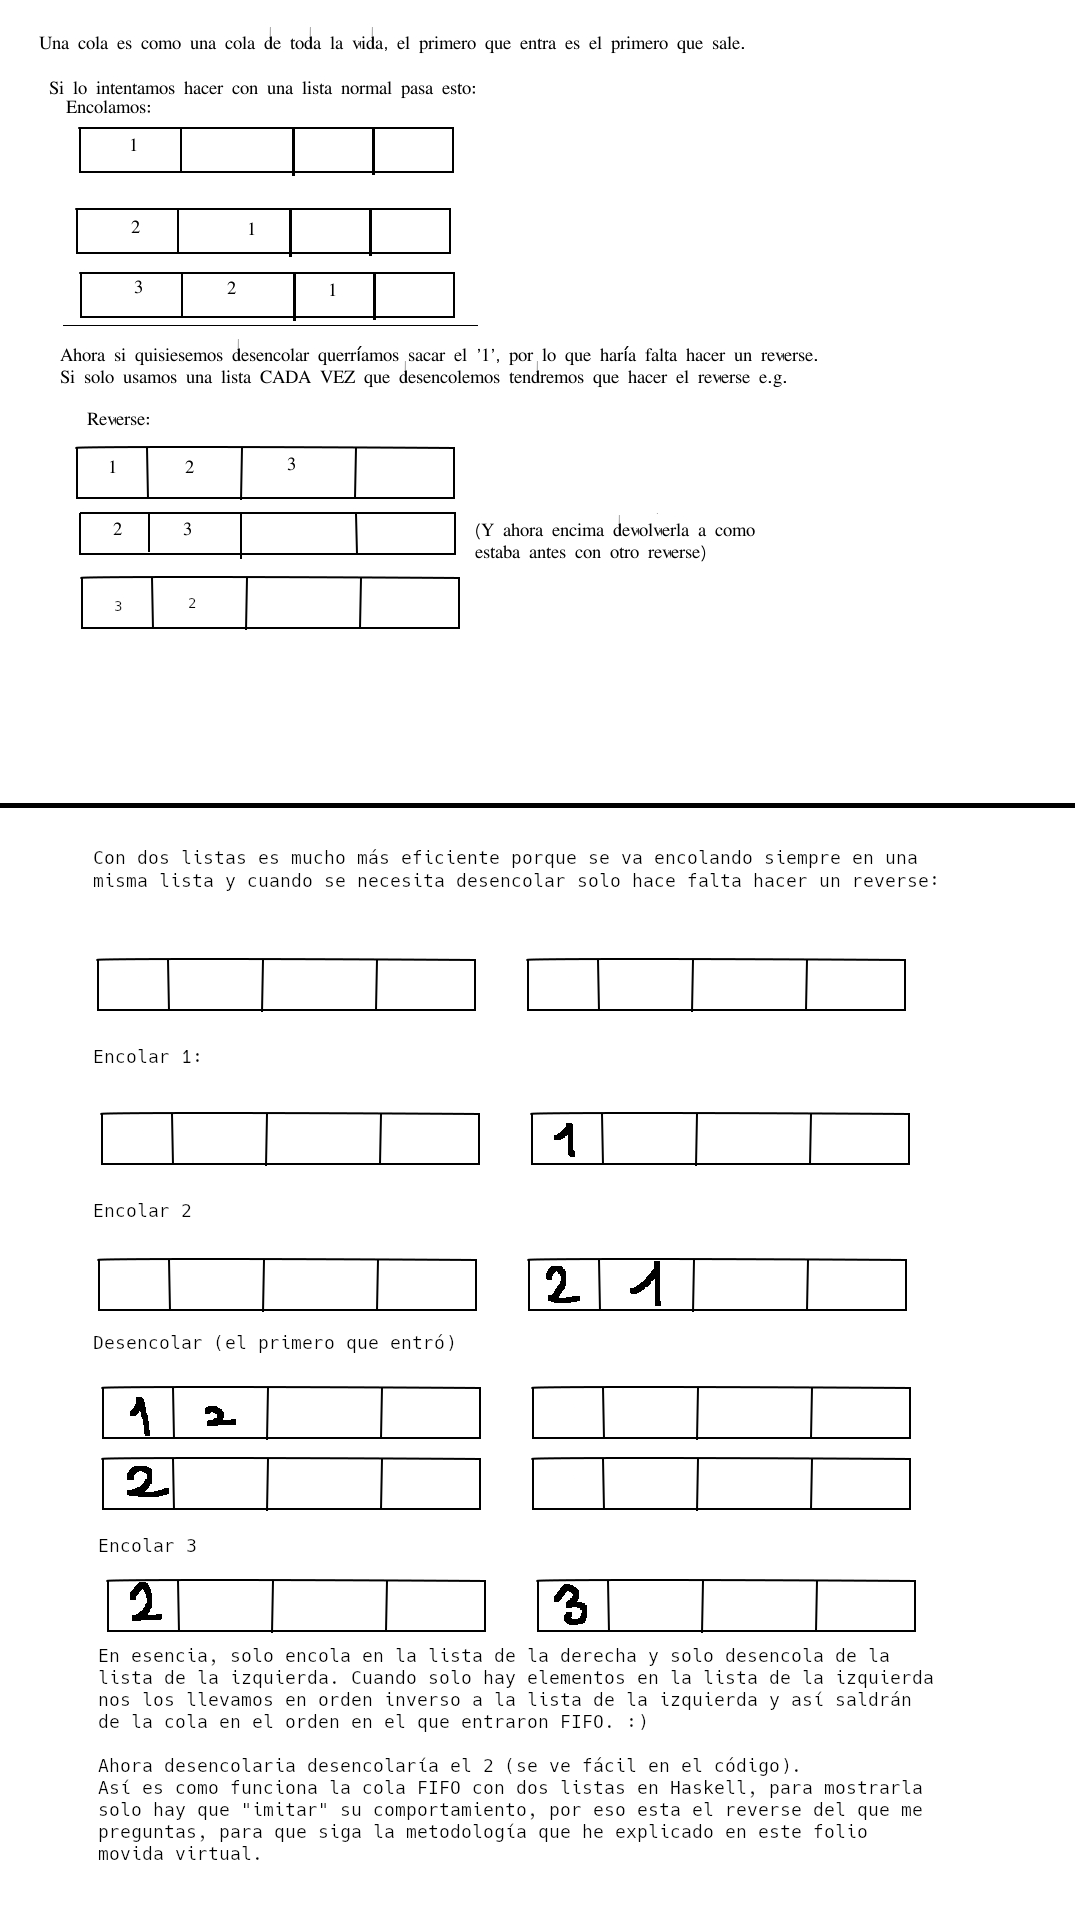 Una cola es como una cola de toda la vida, el primero que entra es el primero que sale.
Si lo intentamos hacer con una lista normal pasa esto:
Encolamos:
1
2 1
3 2 1
Ahora si quisiesemos desencolar querríamos sacar el '1', por lo que haría falta hacer un reverse.
Si solo usamos una lista CADA VEZ que desencolemos tendremos que hacer el reverse e.g.
Reverse:
1 2 3
2 3
(Y ahora encima devolverla a como
estaba antes con otro reverse)
3 2
Con dos listas es mucho más eficiente porque se va encolando siempre en una
misma lista y cuando se necesita desencolar solo hace falta hacer un reverse:
Encolar 1:
1
Encolar 2
2 1
Desencolar (el primero que entró)
1 2
2
Encolar 3
2 3
En esencia, solo encola en la lista de la derecha y solo desencola de la
lista de la izquierda. Cuando solo hay elementos en la lista de la izquierda
nos los llevamos en orden inverso a la lista de la izquierda y así saldrán
de la cola en el orden en el que entraron FIFO. :)
Ahora desencolaria desencolaría el 2 (se ve fácil en el código).
Así es como funciona la cola FIFO con dos listas en Haskell, para mostrarla
solo hay que "imitar" su comportamiento, por eso esta el reverse del que me
preguntas, para que siga la metodología que he explicado en este folio
movida virtual.